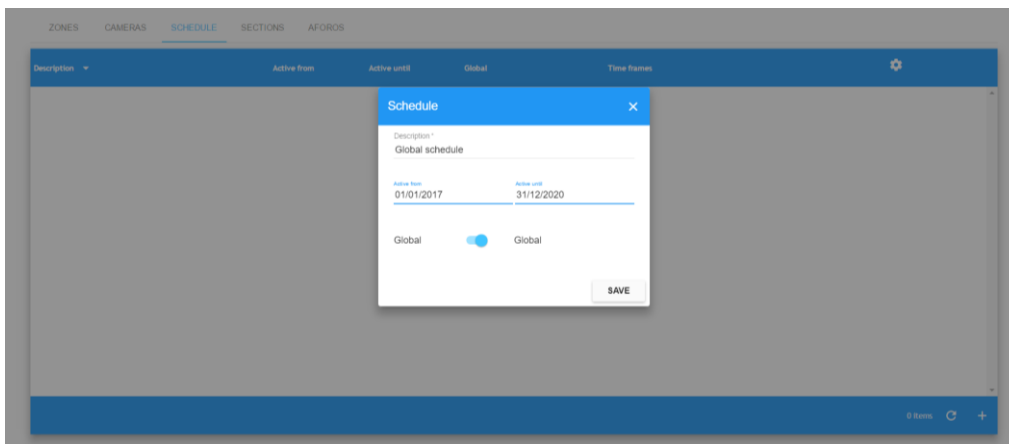 ZONES CAMERAS SCHEDULE SECTIONS AFOROS
Description Active from Active until Global Time frames
Schedule
Description *
Global schedule
Active from Active until
01/01/2017 31/12/2020
Global Global
SAVE
0 items